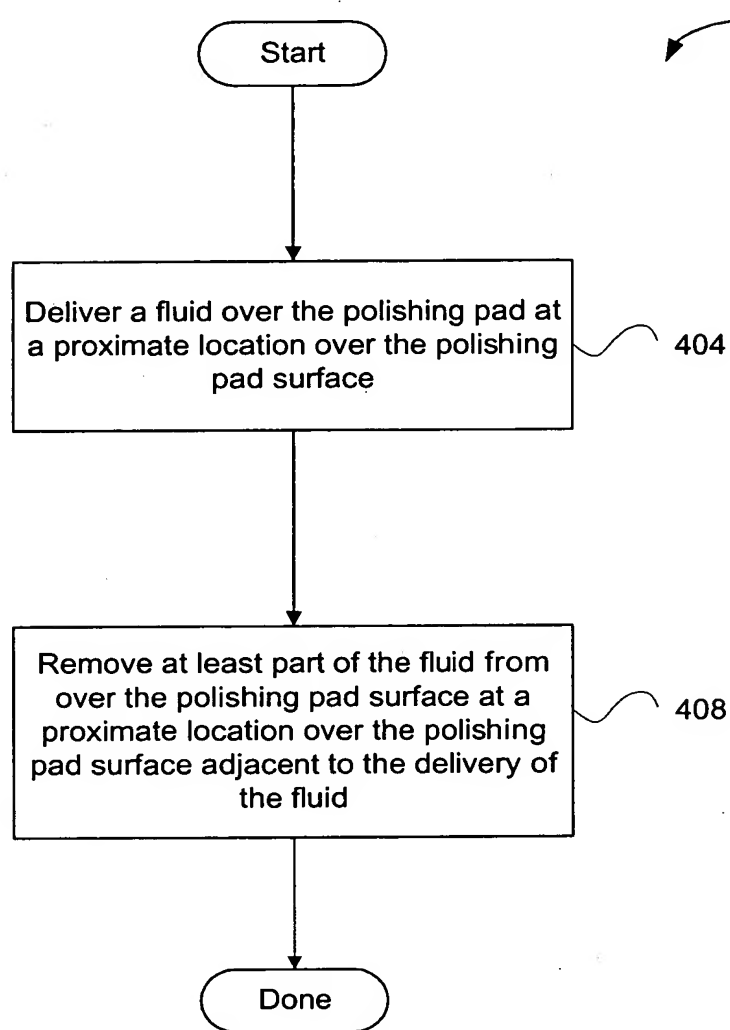 Start
Deliver a fluid over the polishing pad at
a proximate location over the polishing
pad surface
404
Remove at least part of the fluid from
over the polishing pad surface at a
proximate location over the polishing
pad surface adjacent to the delivery of
the fluid
408
Done